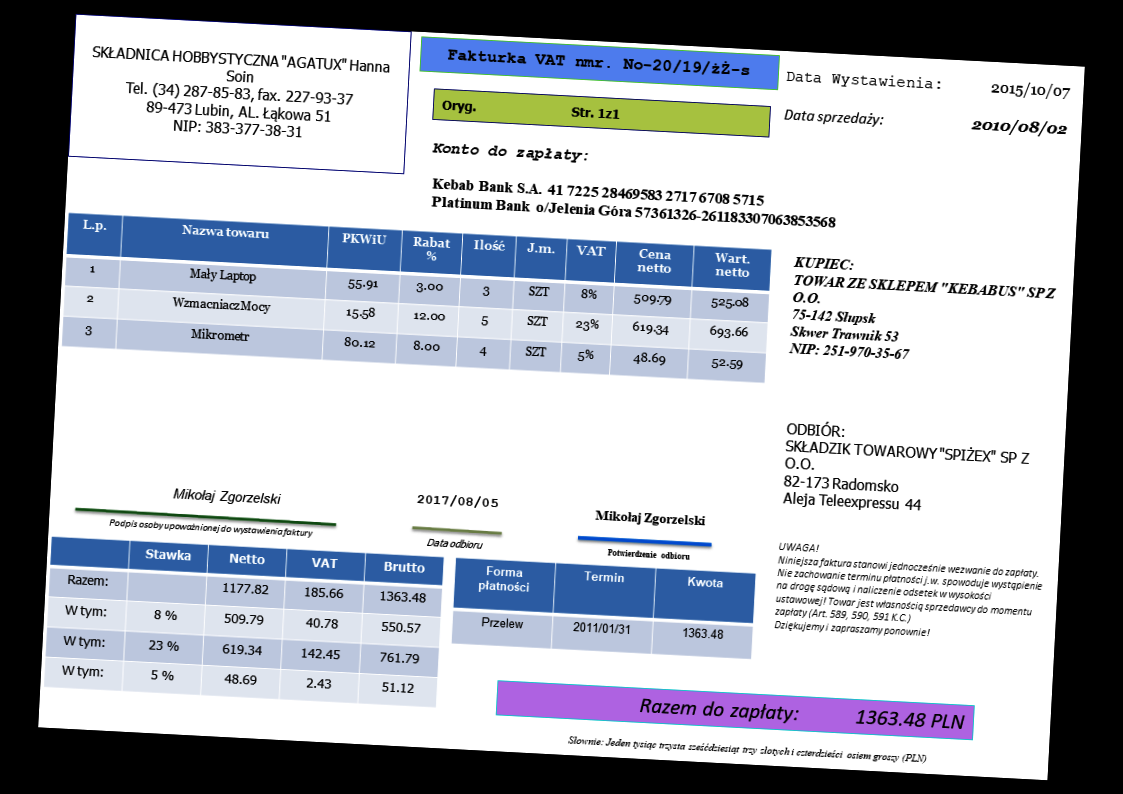 SKŁADNICA HOBBYSTYCZNA "AGATUX" Hanna
Soin
Tel. (34) 287-85-83, fax. 227-93-37
89-473 Lubin, AL. Łąkowa 51
NIP: 383-377-38-31
Fakturka VAT nmr. No-20/19/żŻ-s
Oryg. Str. 1z1
Data Wystawienia: 2015/10/07
Data sprzedaży: 2010/08/02
Konto do zapłaty:
Kebab Bank S.A. 41 7225 28469583 2717 6708 5715
Platinum Bank o/Jelenia Góra 57361326-261183307063853568
L.p. Nazwa towaru PKWiU Rabat % Ilość J.m. VAT Cena netto Wart. netto
1 Mały Laptop 55.91 3.00 3 SZT 8% 509.79 525.08
2 Wzmacniacz Mocy 15.58 12.00 5 SZT 23% 619.34 693.66
3 Mikrometr 80.12 8.00 4 SZT 5% 48.69 52.59
KUPIEC:
TOWAR ZE SKLEPEM "KEBABUS" SP Z
O.O.
75-142 Słupsk
Skwer Trawnik 53
NIP: 251-970-35-67
ODBIÓR:
SKŁADZIK TOWAROWY "SPIŻEX" SP Z
O.O.
82-173 Radomsko
Aleja Teleexpressu 44
Mikołaj Zgorzelski
Podpis osoby upoważnionej do wystawienia faktury
2017/08/05
Data odbioru
Mikołaj Zgorzelski
Potwierdzenie odbioru
Stawka Netto VAT Brutto
Razem: 1177.82 185.66 1363.48
W tym: 8 % 509.79 40.78 550.57
W tym: 23 % 619.34 142.45 761.79
W tym: 5 % 48.69 2.43 51.12
Forma płatności Termin Kwota
Przelew 2011/01/31 1363.48
UWAGA!
Niniejsza faktura stanowi jednocześnie wezwanie do zapłaty.
Nie zachowanie terminu płatności j.w. spowoduje wystąpienie
na drogę sądową i naliczenie odsetek w wysokości
ustawowej! Towar jest własnością sprzedawcy do momentu
zapłaty (Art. 589, 590, 591 K.C.)
Dziękujemy i zapraszamy ponownie!
Razem do zapłaty: 1363.48 PLN
Słownie: Jeden tysiąc trzysta sześćdziesiąt trzy złotych i czterdzieści osiem groszy (PLN)